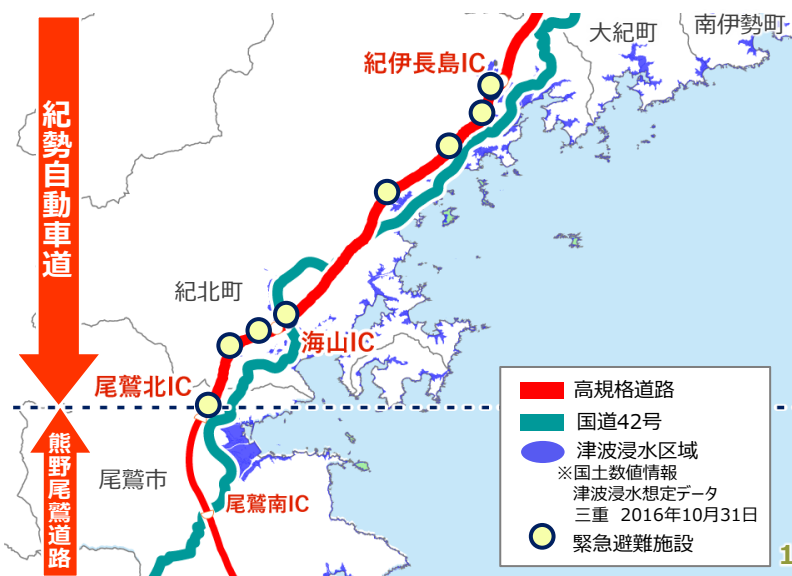 大紀町
南伊勢町
紀伊長島IC
紀勢自動車道
紀北町
海山IC
尾鷲北IC
熊野尾鷲道路
尾鷲市
尾鷲南IC
高規格道路
国道42号
津波浸水区域
※国土数値情報
津波浸水想定データ
三重 2016年10月31日
緊急避難施設
1